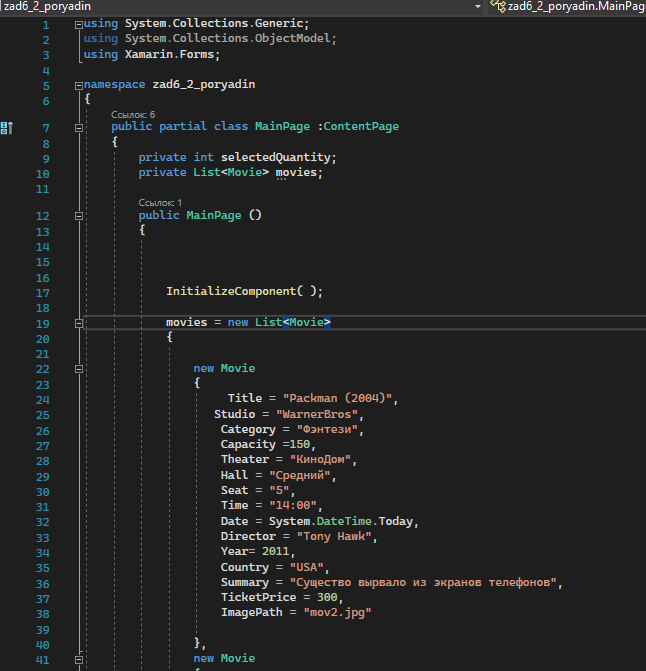 zad6_2_poryadin
zad6_2_poryadin.MainPag
1 using System.Collections.Generic;
2 using System.Collections.ObjectModel;
3 using Xamarin.Forms;
4
5 namespace zad6_2_poryadin
6 {
Ссылок: 6
7 public partial class MainPage :ContentPage
8 {
9 private int selectedQuantity;
10 private List<Movie> movies;
11
Ссылок: 1
12 public MainPage ()
13 {
14
15
16
17 InitializeComponent( );
18
19 movies = new List<Movie>
20 {
21
22 new Movie
23 {
24 Title = "Packman (2004)",
25 Studio = "WarnerBros",
26 Category = "Фэнтези",
27 Capacity =150,
28 Theater = "КиноДом",
29 Hall = "Средний",
30 Seat = "5",
31 Time = "14:00",
32 Date = System.DateTime.Today,
33 Director = "Tony Hawk",
34 Year= 2011,
35 Country = "USA",
36 Summary = "Существо вырвало из экранов телефонов",
37 TicketPrice = 300,
38 ImagePath = "mov2.jpg"
39
40 },
41 new Movie